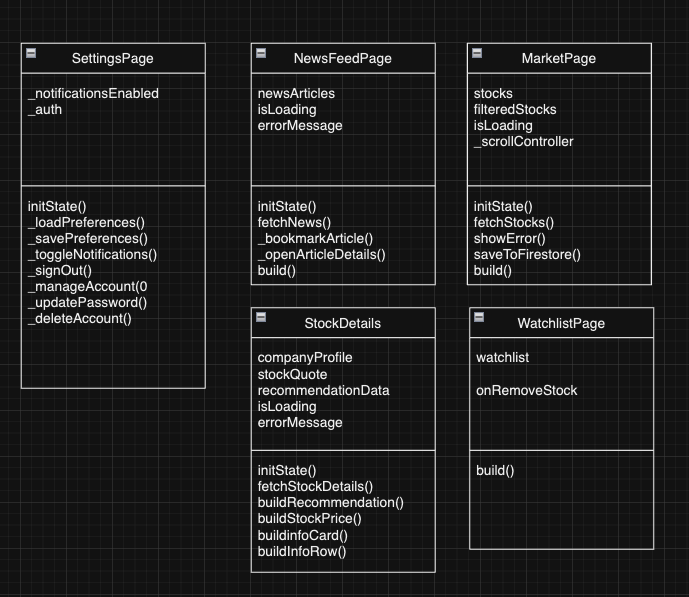 SettingsPage
_notificationsEnabled
_auth
initState()
_loadPreferences()
_savePreferences()
_toggleNotifications()
_signOut()
_manageAccount(0
_updatePassword()
_deleteAccount()
NewsFeedPage
newsArticles
isLoading
errorMessage
initState()
fetchNews()
_bookmarkArticle()
_openArticleDetails()
build()
MarketPage
stocks
filteredStocks
isLoading
_scrollController
initState()
fetchStocks()
showError()
saveToFirestore()
build()
StockDetails
companyProfile
stockQuote
recommendationData
isLoading
errorMessage
initState()
fetchStockDetails()
buildRecommendation()
buildStockPrice()
buildinfoCard()
buildInfoRow()
WatchlistPage
watchlist
onRemoveStock
build()